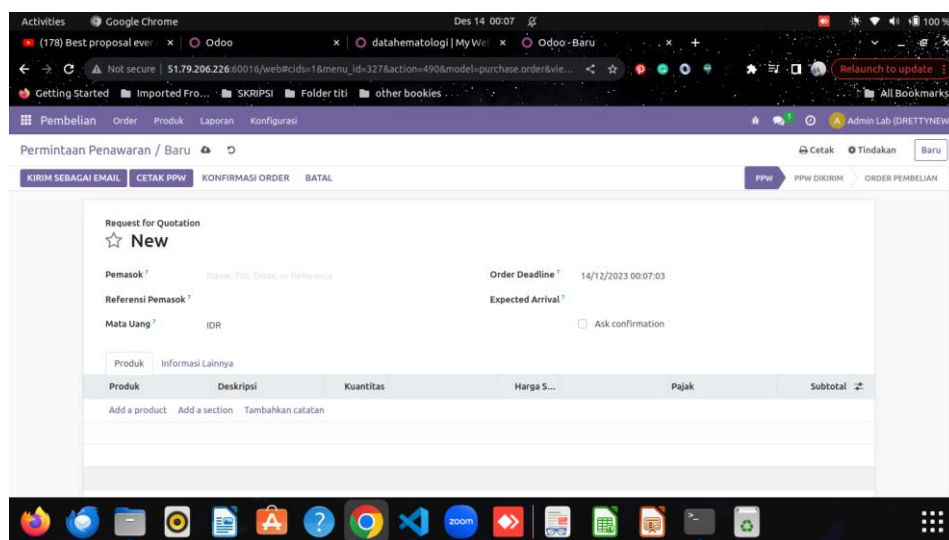 Activities Google Chrome Des 14 00:07 100 %
(178) Best proposal ever × Odoo × datahematologi | My We × Odoo - Baru × +
Not secure | 51.79.206.226:60016/web#cids=1&menu_id=327&action=490&model=purchase.order&vie... Relaunch to update
Getting Started Imported Fro... SKRIPSI Folder titi other bookies All Bookmarks
Pembelian Order Produk Laporan Konfigurasi 1 A Admin Lab (DRETTYNEW
Permintaan Penawaran / Baru Cetak Tindakan Baru
KIRIM SEBAGAI EMAIL CETAK PPW KONFIRMASI ORDER BATAL PPW PPW DIKIRIM ORDER PEMBELIAN
Request for Quotation
New
Pemasok ? Name, TIN, Email, or Reference Order Deadline ? 14/12/2023 00:07:03
Referensi Pemasok ? Expected Arrival ?
Mata Uang ? IDR Ask confirmation
Produk Informasi Lainnya
Produk Deskripsi Kuantitas Harga S... Pajak Subtotal
Add a product Add a section Tambahkan catatan
zoom